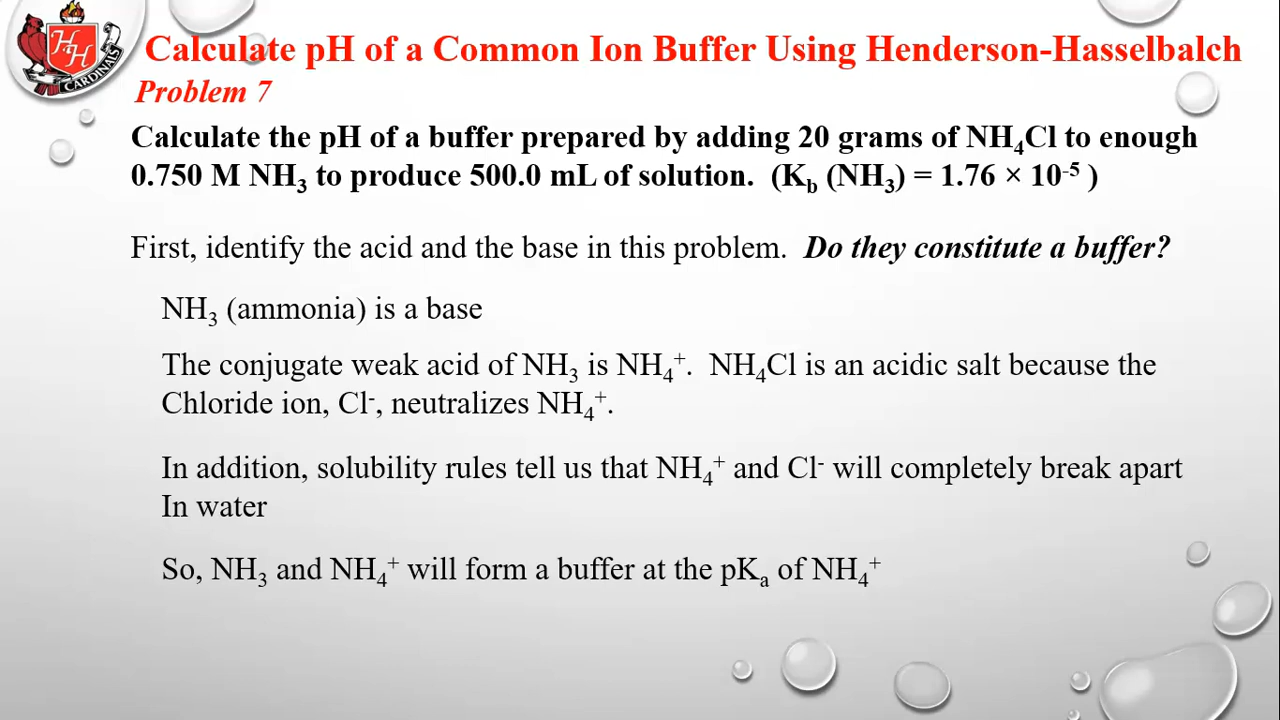 H H
CARDINALS
Calculate pH of a Common Ion Buffer Using Henderson-Hasselbalch
Problem 7
Calculate the pH of a buffer prepared by adding 20 grams of NH₄Cl to enough
0.750 M NH₃ to produce 500.0 mL of solution. (K_b (NH₃) = 1.76 × 10⁻⁵ )
First, identify the acid and the base in this problem. Do they constitute a buffer?
NH₃ (ammonia) is a base
The conjugate weak acid of NH₃ is NH₄⁺. NH₄Cl is an acidic salt because the
Chloride ion, Cl⁻, neutralizes NH₄⁺.
In addition, solubility rules tell us that NH₄⁺ and Cl⁻ will completely break apart
In water
So, NH₃ and NH₄⁺ will form a buffer at the pKₐ of NH₄⁺